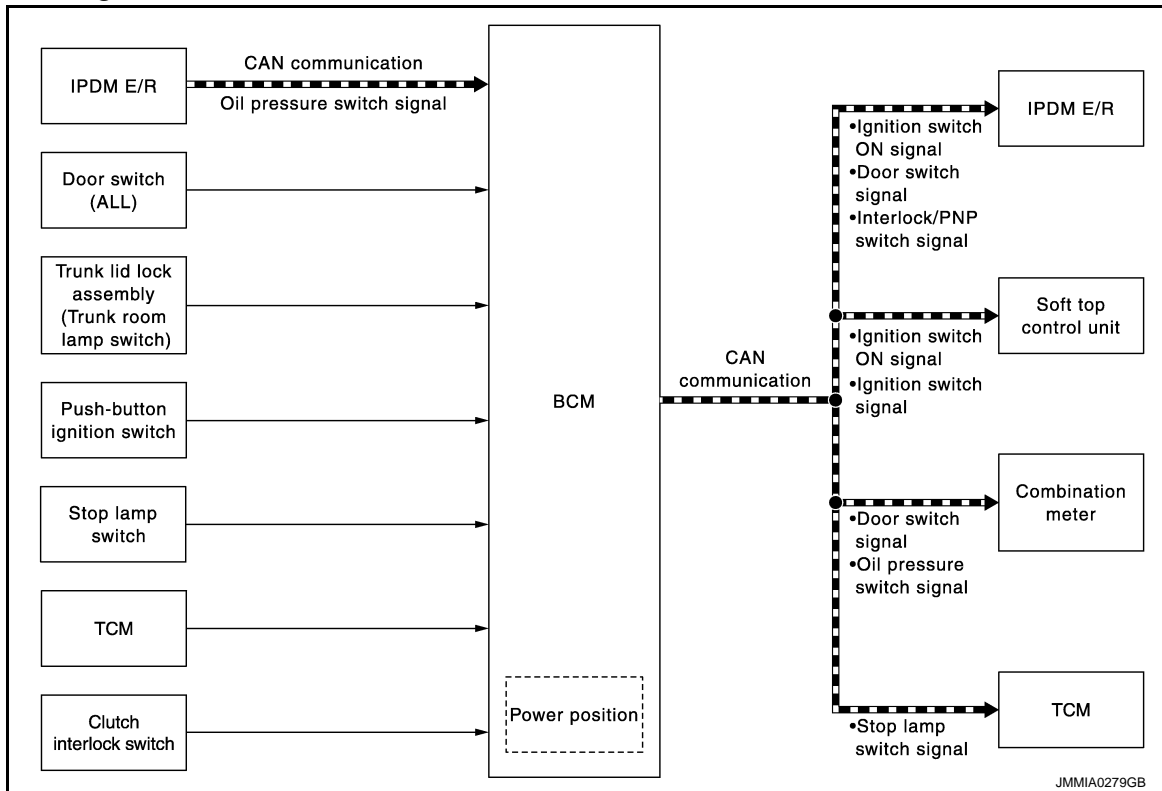 IPDM E/R
CAN communication
Oil pressure switch signal
Door switch
(ALL)
Trunk lid lock
assembly
(Trunk room
lamp switch)
Push-button
ignition switch
Stop lamp
switch
TCM
Clutch
interlock switch
BCM
Power position
CAN
communication
IPDM E/R
•Ignition switch
ON signal
•Door switch
signal
•Interlock/PNP
switch signal
Soft top
control unit
•Ignition switch
ON signal
•Ignition switch
signal
Combination
meter
•Door switch
signal
•Oil pressure
switch signal
TCM
•Stop lamp
switch signal
JMMIA0279GB